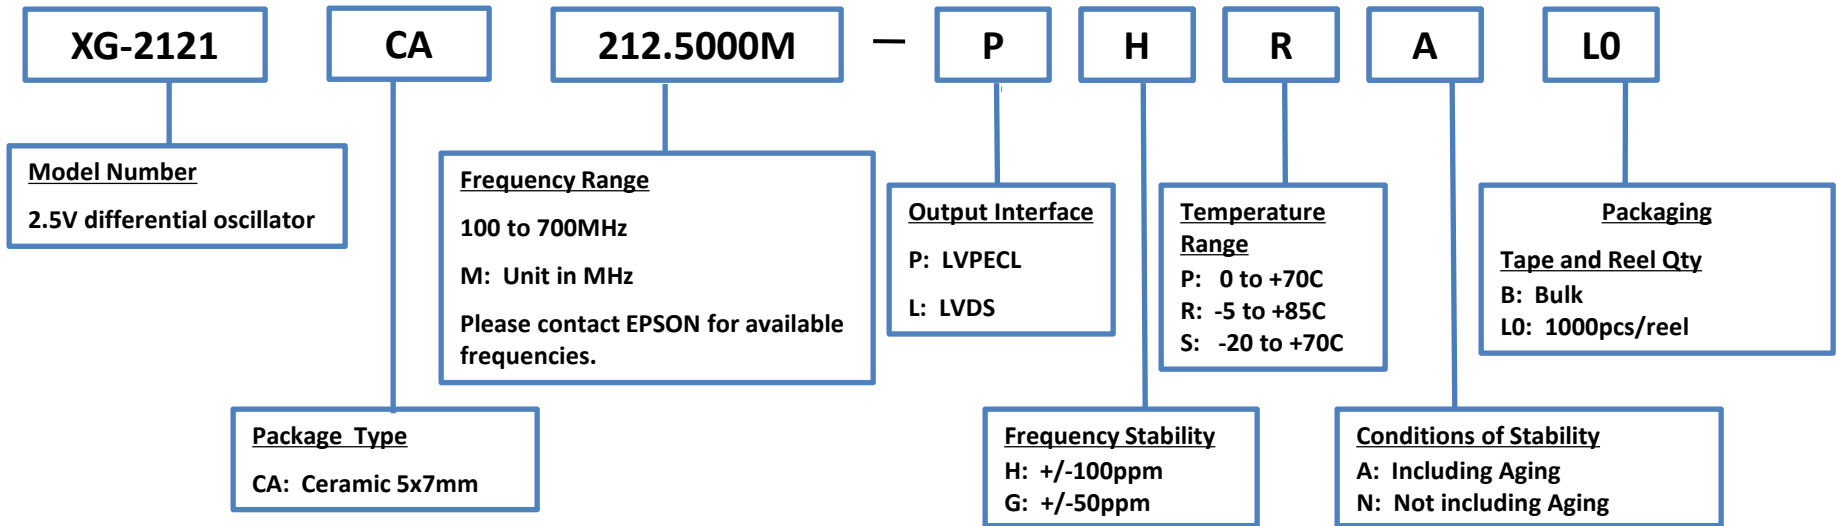 XG-2121 CA 212.5000M — P H R A L0
Model Number
2.5V differential oscillator
Package Type
CA: Ceramic 5x7mm
Frequency Range
100 to 700MHz
M: Unit in MHz
Please contact EPSON for available
frequencies.
Output Interface
P: LVPECL
L: LVDS
Frequency Stability
H: +/-100ppm
G: +/-50ppm
Temperature
Range
P: 0 to +70C
R: -5 to +85C
S: -20 to +70C
Conditions of Stability
A: Including Aging
N: Not including Aging
Packaging
Tape and Reel Qty
B: Bulk
L0: 1000pcs/reel